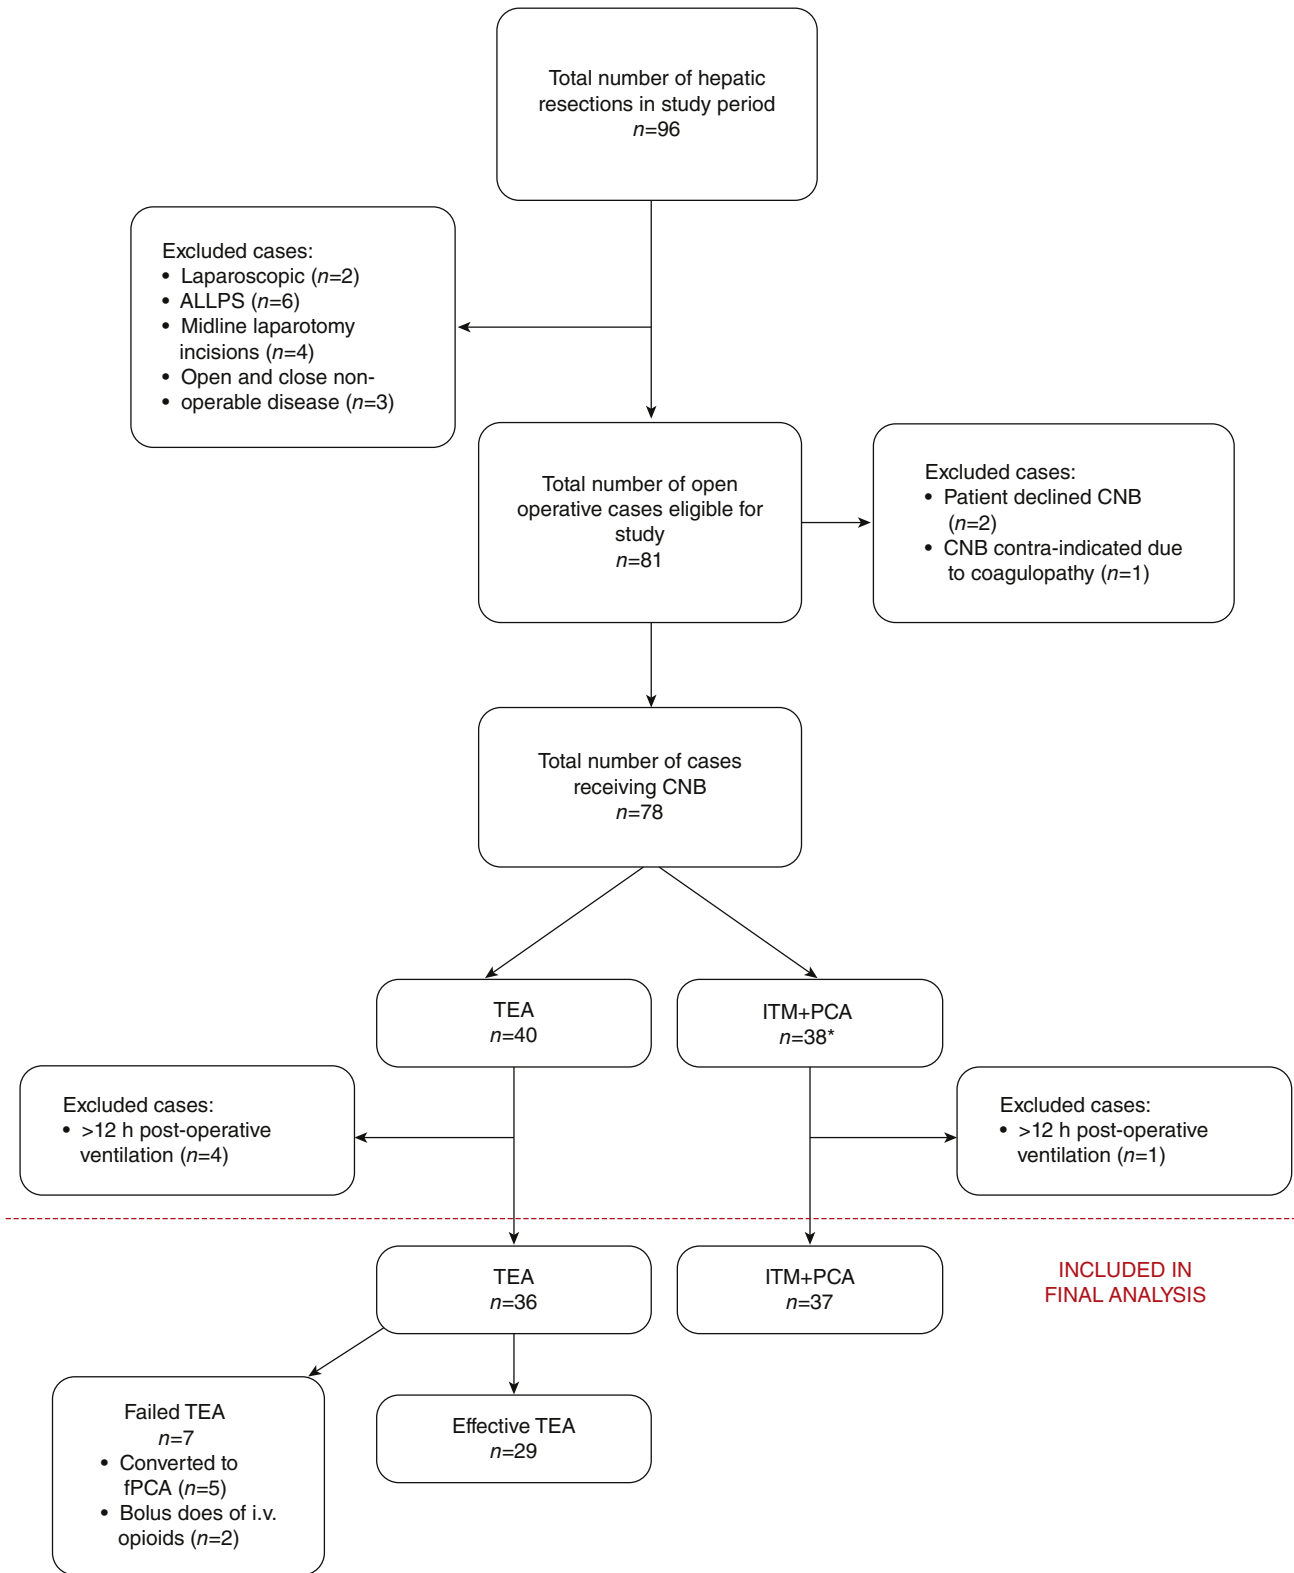 Total number of hepatic
resections in study period
n=96
Excluded cases:
• Laparoscopic (n=2)
• ALLPS (n=6)
• Midline laparotomy
incisions (n=4)
• Open and close non-
• operable disease (n=3)
Total number of open
operative cases eligible for
study
n=81
Excluded cases:
• Patient declined CNB
(n=2)
• CNB contra-indicated due
to coagulopathy (n=1)
Total number of cases
receiving CNB
n=78
TEA
n=40
ITM+PCA
n=38*
Excluded cases:
• >12 h post-operative
ventilation (n=4)
Excluded cases:
• >12 h post-operative
ventilation (n=1)
TEA
n=36
ITM+PCA
n=37
INCLUDED IN
FINAL ANALYSIS
Failed TEA
n=7
• Converted to
fPCA (n=5)
• Bolus does of i.v.
opioids (n=2)
Effective TEA
n=29